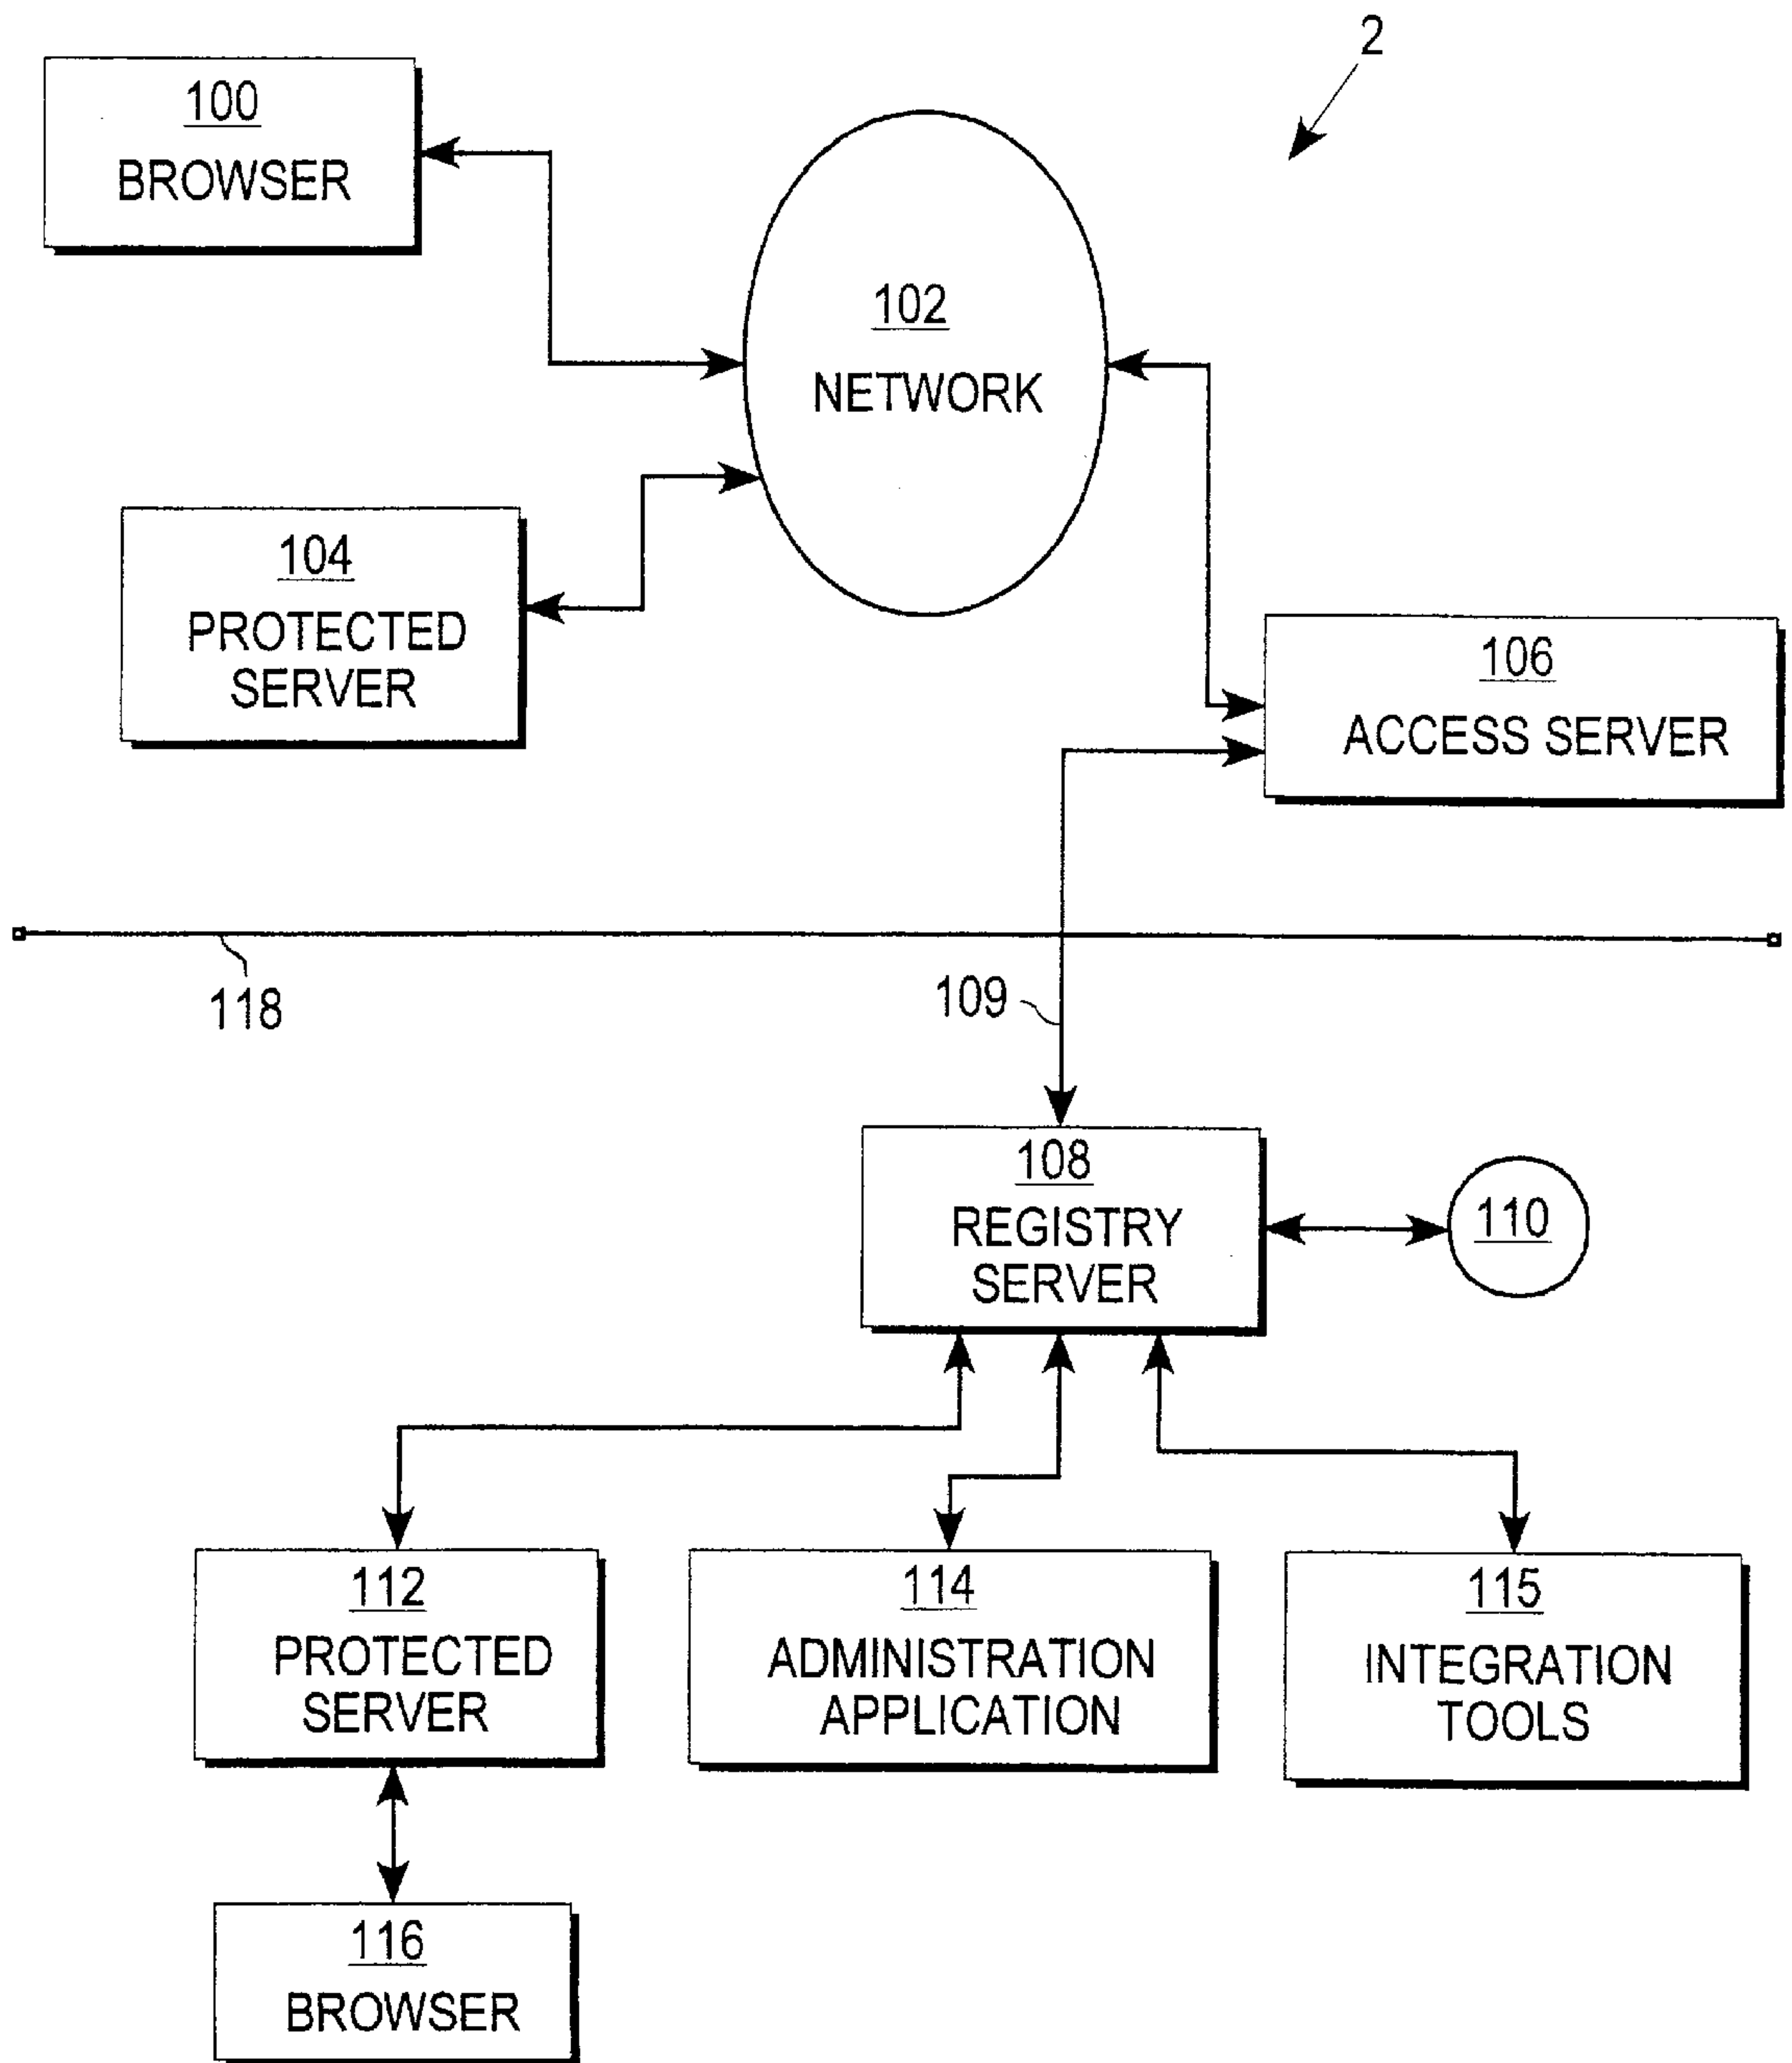 2
100
BROWSER
102
NETWORK
104
PROTECTED
SERVER
106
ACCESS SERVER
118
109
108
REGISTRY
SERVER
110
112
PROTECTED
SERVER
114
ADMINISTRATION
APPLICATION
115
INTEGRATION
TOOLS
116
BROWSER